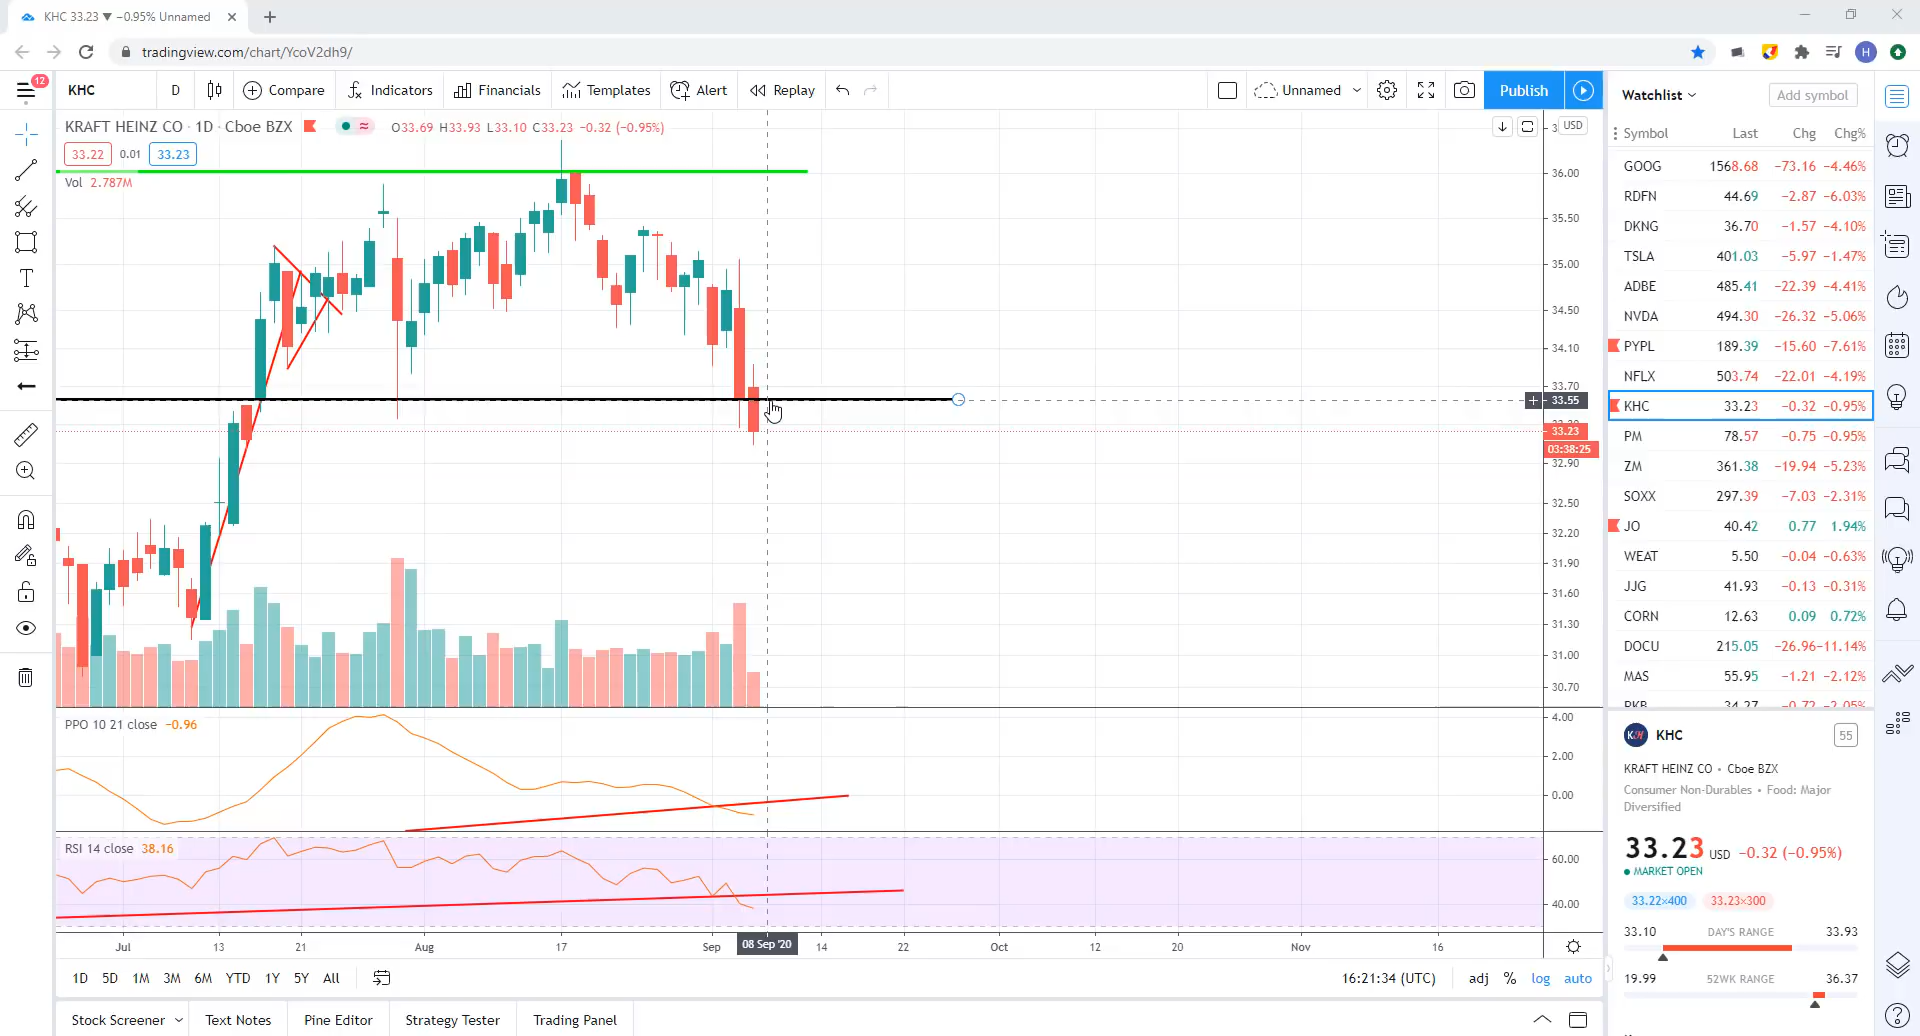 KHC 33.23 ▼ −0.95% Unnamed
tradingview.com/chart/YcoV2dh9/
H
12
KHC D Compare Indicators Financials Templates Alert Replay Unnamed Publish
KRAFT HEINZ CO · 1D · Cboe BZX O33.69 H33.93 L33.10 C33.23 −0.32 (−0.95%)
33.22 0.01 33.23
Vol 2.787M
USD
36.00
35.50
35.00
34.50
34.10
33.70
33.55
33.23
03:38:25
32.90
32.50
32.20
31.90
31.60
31.30
31.00
30.70
PPO 10 21 close −0.96
4.00
2.00
0.00
RSI 14 close 38.16
60.00
40.00
Jul 13 21 Aug 17 Sep 08 Sep '20 14 22 Oct 12 20 Nov 16
1D 5D 1M 3M 6M YTD 1Y 5Y All 16:21:34 (UTC) adj % log auto
Stock Screener Text Notes Pine Editor Strategy Tester Trading Panel
Watchlist Add symbol
Symbol Last Chg Chg%
GOOG 1568.68 −73.16 −4.46%
RDFN 44.69 −2.87 −6.03%
DKNG 36.70 −1.57 −4.10%
TSLA 401.03 −5.97 −1.47%
ADBE 485.41 −22.39 −4.41%
NVDA 494.30 −26.32 −5.06%
PYPL 189.39 −15.60 −7.61%
NFLX 503.74 −22.01 −4.19%
KHC 33.23 −0.32 −0.95%
PM 78.57 −0.75 −0.95%
ZM 361.38 −19.94 −5.23%
SOXX 297.39 −7.03 −2.31%
JO 40.42 0.77 1.94%
WEAT 5.50 −0.04 −0.63%
JJG 41.93 −0.13 −0.31%
CORN 12.63 0.09 0.72%
DOCU 215.05 −26.96 −11.14%
MAS 55.95 −1.21 −2.12%
34.27 −0.72 −2.05%
KHC 55
KRAFT HEINZ CO • Cboe BZX
Consumer Non-Durables • Food: Major
Diversified
33.23 USD −0.32 (−0.95%)
MARKET OPEN
33.22×400 33.23×300
33.10 DAY'S RANGE 33.93
19.99 52WK RANGE 36.37